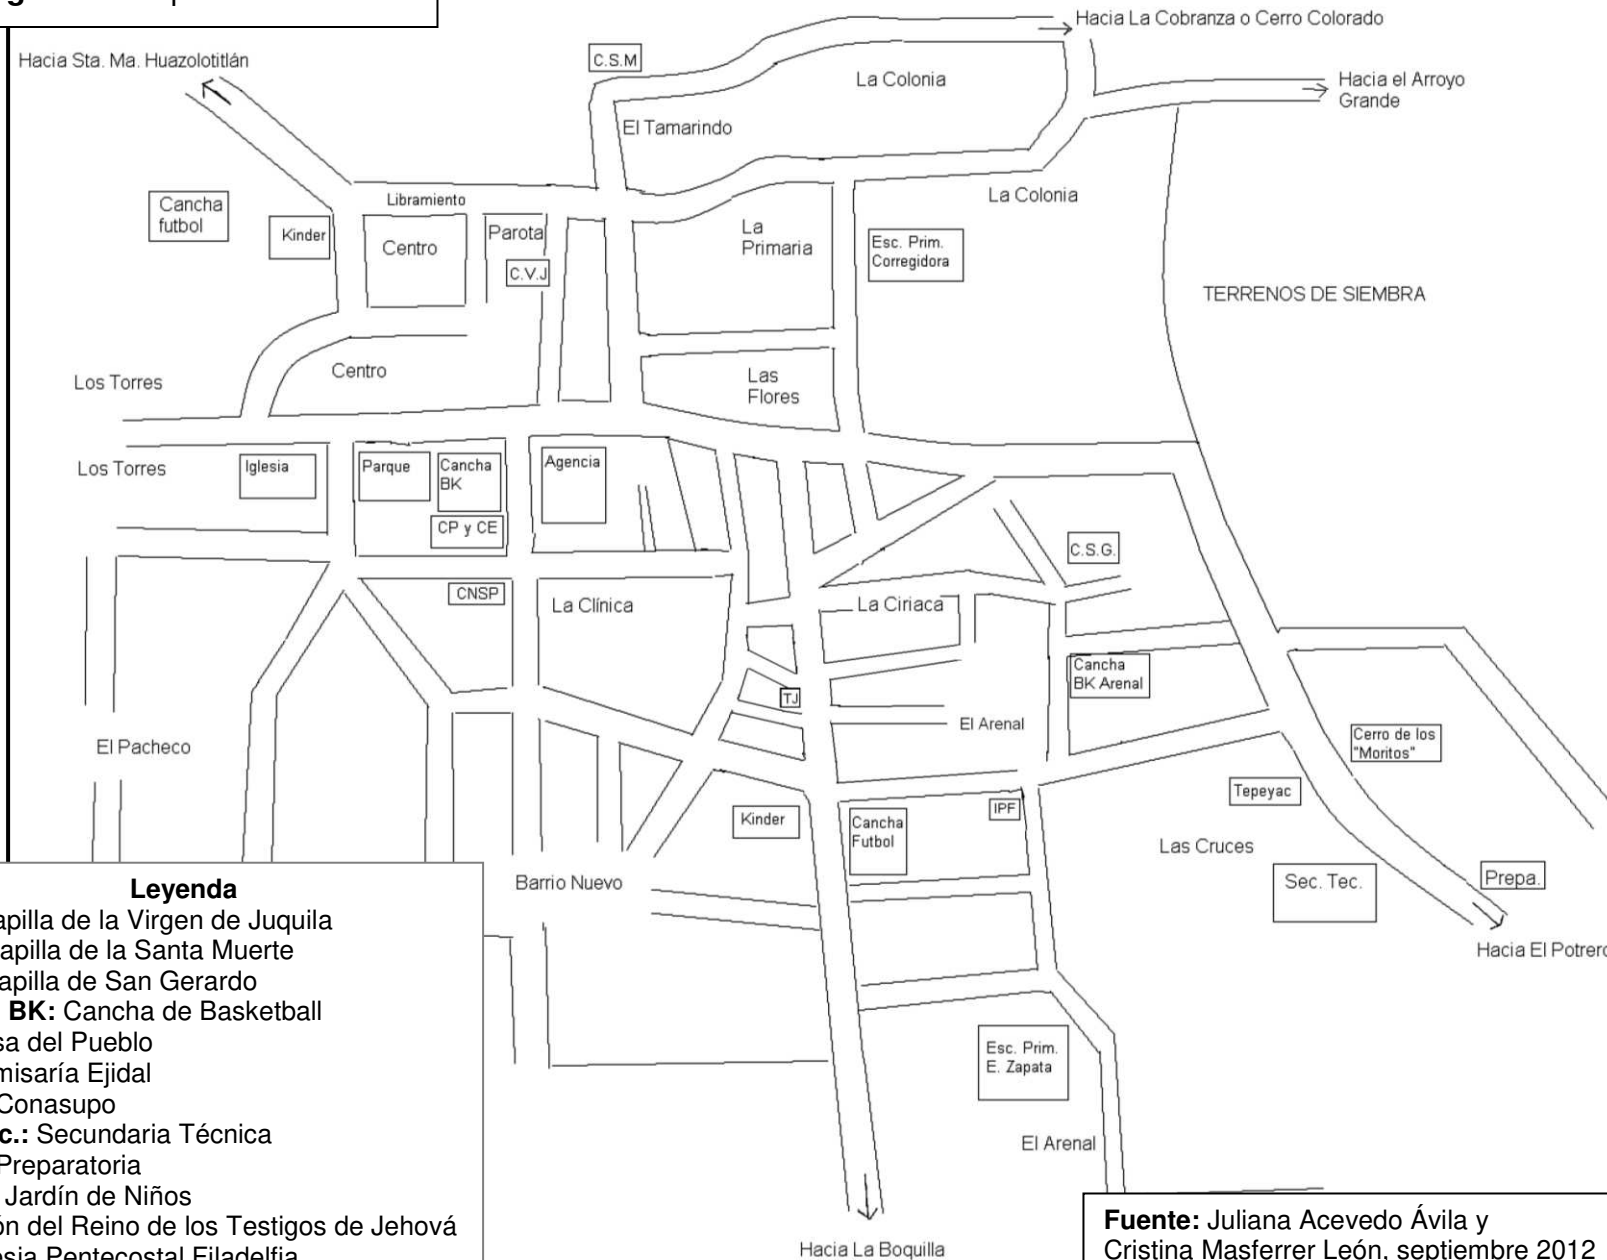 Hacia La Cobranza o Cerro Colorado
Hacia Sta. Ma. Huazolotitlán
C.S.M
La Colonia
Hacia el Arroyo
Grande
El Tamarindo
Libramiento
La Colonia
Cancha
futbol
Kinder
Centro
Parota
C.V.J
La
Primaria
Esc. Prim.
Corregidora
TERRENOS DE SIEMBRA
Los Torres
Centro
Las
Flores
Los Torres
Iglesia
Parque
Cancha
BK
Agencia
CP y CE
C.S.G.
CNSP
La Clínica
La Ciriaca
Cancha
BK Arenal
TJ
El Arenal
El Pacheco
Cerro de los
"Moritos"
Tepeyac
Kinder
Cancha
Futbol
IPF
Las Cruces
Sec. Tec.
Prepa.
Barrio Nuevo
Hacia El Potrero
Esc. Prim.
E. Zapata
El Arenal
Hacia La Boquilla
Leyenda
apilla de la Virgen de Juquila
apilla de la Santa Muerte
apilla de San Gerardo
BK: Cancha de Basketball
sa del Pueblo
misaría Ejidal
Conasupo
c.: Secundaria Técnica
Preparatoria
Jardín de Niños
ón del Reino de los Testigos de Jehová
esia Pentecostal Filadelfia
Fuente: Juliana Acevedo Ávila y
Cristina Masferrer León, septiembre 2012